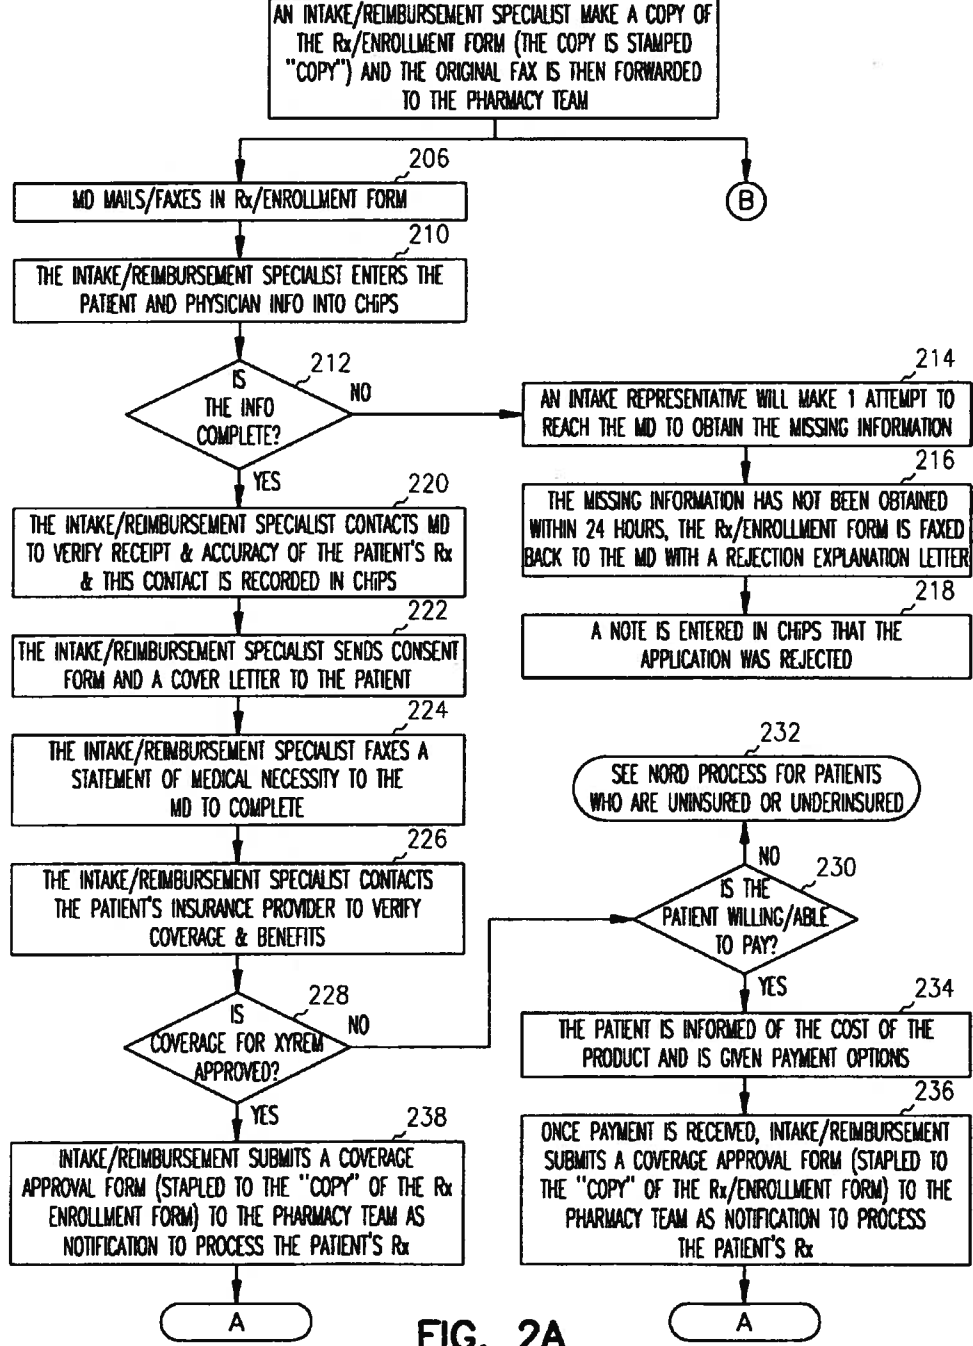 AN INTAKE/REIMBURSEMENT SPECIALIST MAKE A COPY OF
THE Rx/ENROLLMENT FORM (THE COPY IS STAMPED
"COPY") AND THE ORIGINAL FAX IS THEN FORWARDED
TO THE PHARMACY TEAM
206
MD MAILS/FAXES IN Rx/ENROLLMENT FORM
B
210
THE INTAKE/REIMBURSEMENT SPECIALIST ENTERS THE
PATIENT AND PHYSICIAN INFO INTO CHiPS
212
IS
THE INFO
COMPLETE?
NO
YES
214
AN INTAKE REPRESENTATIVE WILL MAKE 1 ATTEMPT TO
REACH THE MD TO OBTAIN THE MISSING INFORMATION
216
THE MISSING INFORMATION HAS NOT BEEN OBTAINED
WITHIN 24 HOURS, THE Rx/ENROLLMENT FORM IS FAXED
BACK TO THE MD WITH A REJECTION EXPLANATION LETTER
218
A NOTE IS ENTERED IN CHiPS THAT THE
APPLICATION WAS REJECTED
220
THE INTAKE/REIMBURSEMENT SPECIALIST CONTACTS MD
TO VERIFY RECEIPT & ACCURACY OF THE PATIENT'S Rx
& THIS CONTACT IS RECORDED IN CHiPS
222
THE INTAKE/REIMBURSEMENT SPECIALIST SENDS CONSENT
FORM AND A COVER LETTER TO THE PATIENT
224
THE INTAKE/REIMBURSEMENT SPECIALIST FAXES A
STATEMENT OF MEDICAL NECESSITY TO THE
MD TO COMPLETE
226
THE INTAKE/REIMBURSEMENT SPECIALIST CONTACTS
THE PATIENT'S INSURANCE PROVIDER TO VERIFY
COVERAGE & BENEFITS
228
IS
COVERAGE FOR XYREM
APPROVED?
NO
YES
232
SEE NORD PROCESS FOR PATIENTS
WHO ARE UNINSURED OR UNDERINSURED
NO
230
IS THE
PATIENT WILLING/ABLE
TO PAY?
YES
234
THE PATIENT IS INFORMED OF THE COST OF THE
PRODUCT AND IS GIVEN PAYMENT OPTIONS
236
ONCE PAYMENT IS RECEIVED, INTAKE/REIMBURSEMENT
SUBMITS A COVERAGE APPROVAL FORM (STAPLED TO
THE "COPY" OF THE Rx/ENROLLMENT FORM) TO THE
PHARMACY TEAM AS NOTIFICATION TO PROCESS
THE PATIENT'S Rx
A
238
INTAKE/REIMBURSEMENT SUBMITS A COVERAGE
APPROVAL FORM (STAPLED TO THE "COPY" OF THE Rx
ENROLLMENT FORM) TO THE PHARMACY TEAM AS
NOTIFICATION TO PROCESS THE PATIENT'S Rx
A
FIG. 2A